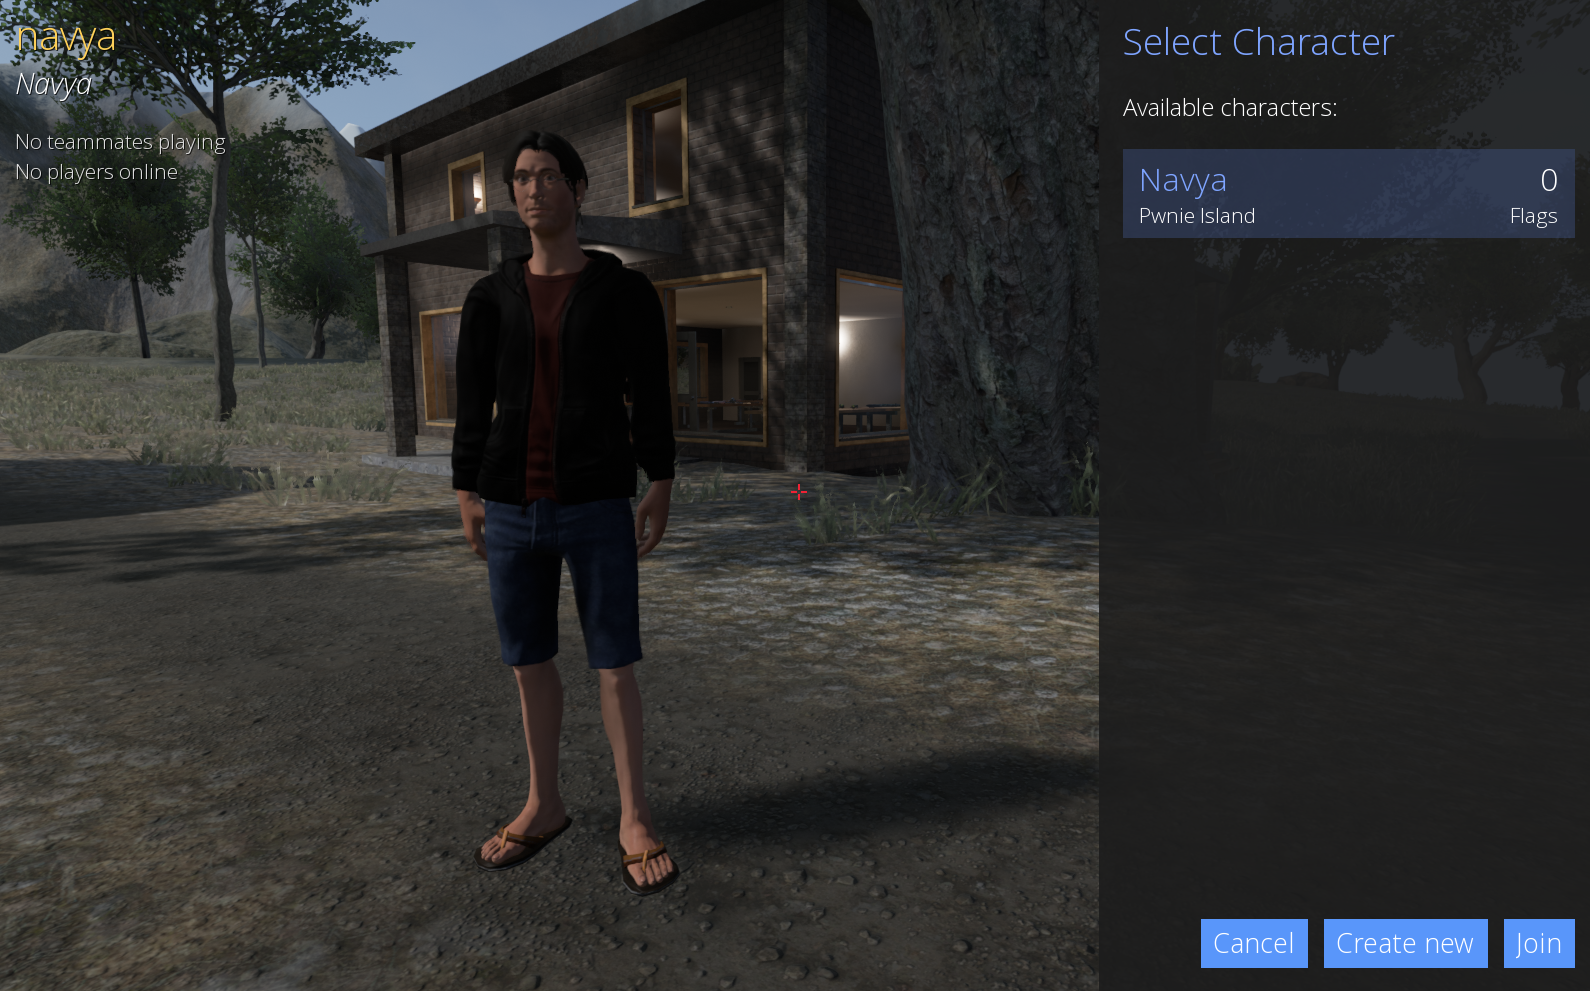 navya
Navya
No teammates playing
No players online
Select Character
Available characters:
Navya 0
Pwnie Island Flags
Cancel Create new Join